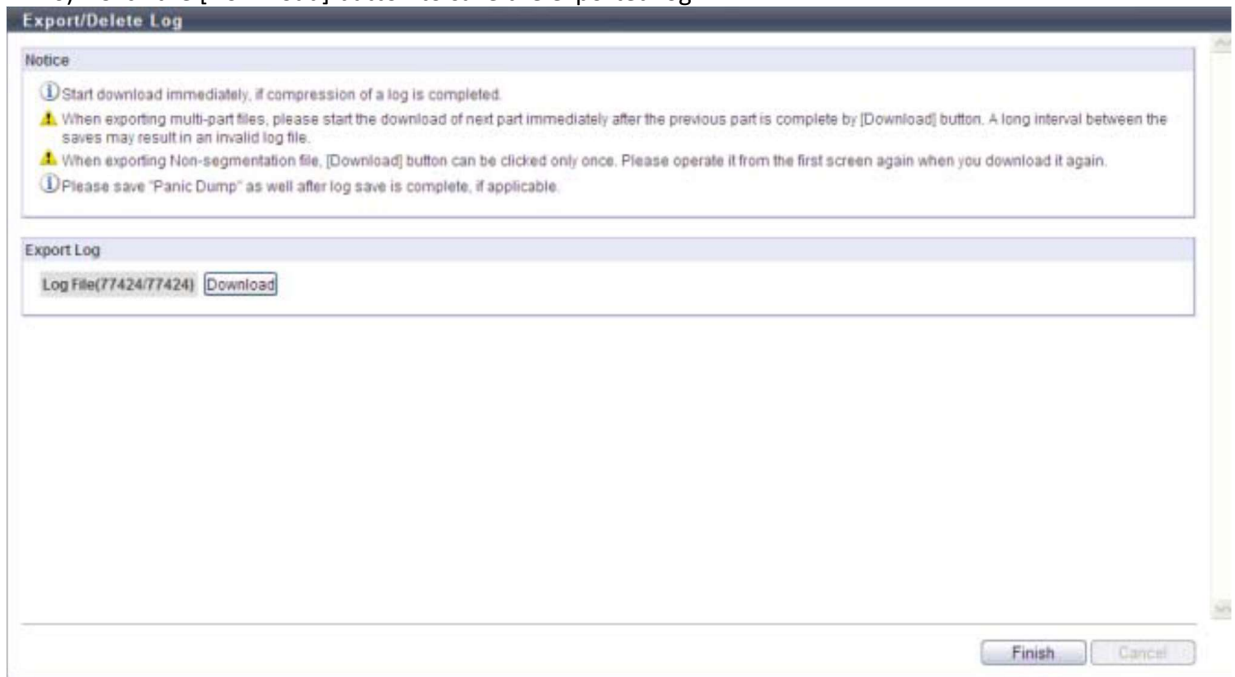 Export/Delete Log
Notice
Start download immediately, if compression of a log is completed.
When exporting multi-part files, please start the download of next part immediately after the previous part is complete by [Download] button. A long interval between the
saves may result in an invalid log file.
When exporting Non-segmentation file, [Download] button can be clicked only once. Please operate it from the first screen again when you download it again.
Please save "Panic Dump" as well after log save is complete, if applicable.
Export Log
Log File(77424/77424) Download
Finish Cancel